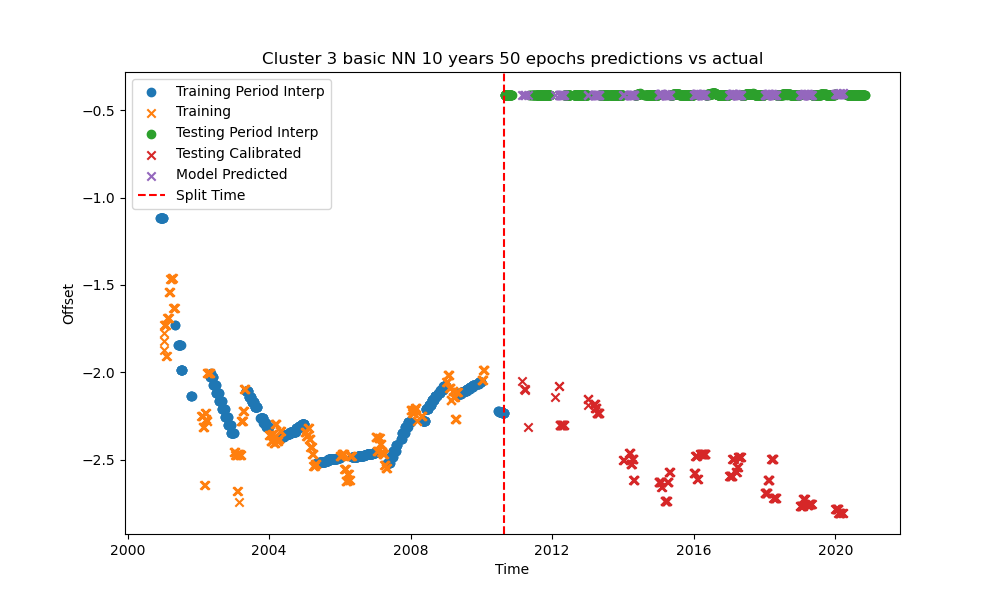 Cluster 3 basic NN 10 years 50 epochs predictions vs actual
Training Period Interp
Training
Testing Period Interp
Testing Calibrated
Model Predicted
Split Time
−0.5
−1.0
−1.5
−2.0
−2.5
Offset
2000 2004 2008 2012 2016 2020
Time